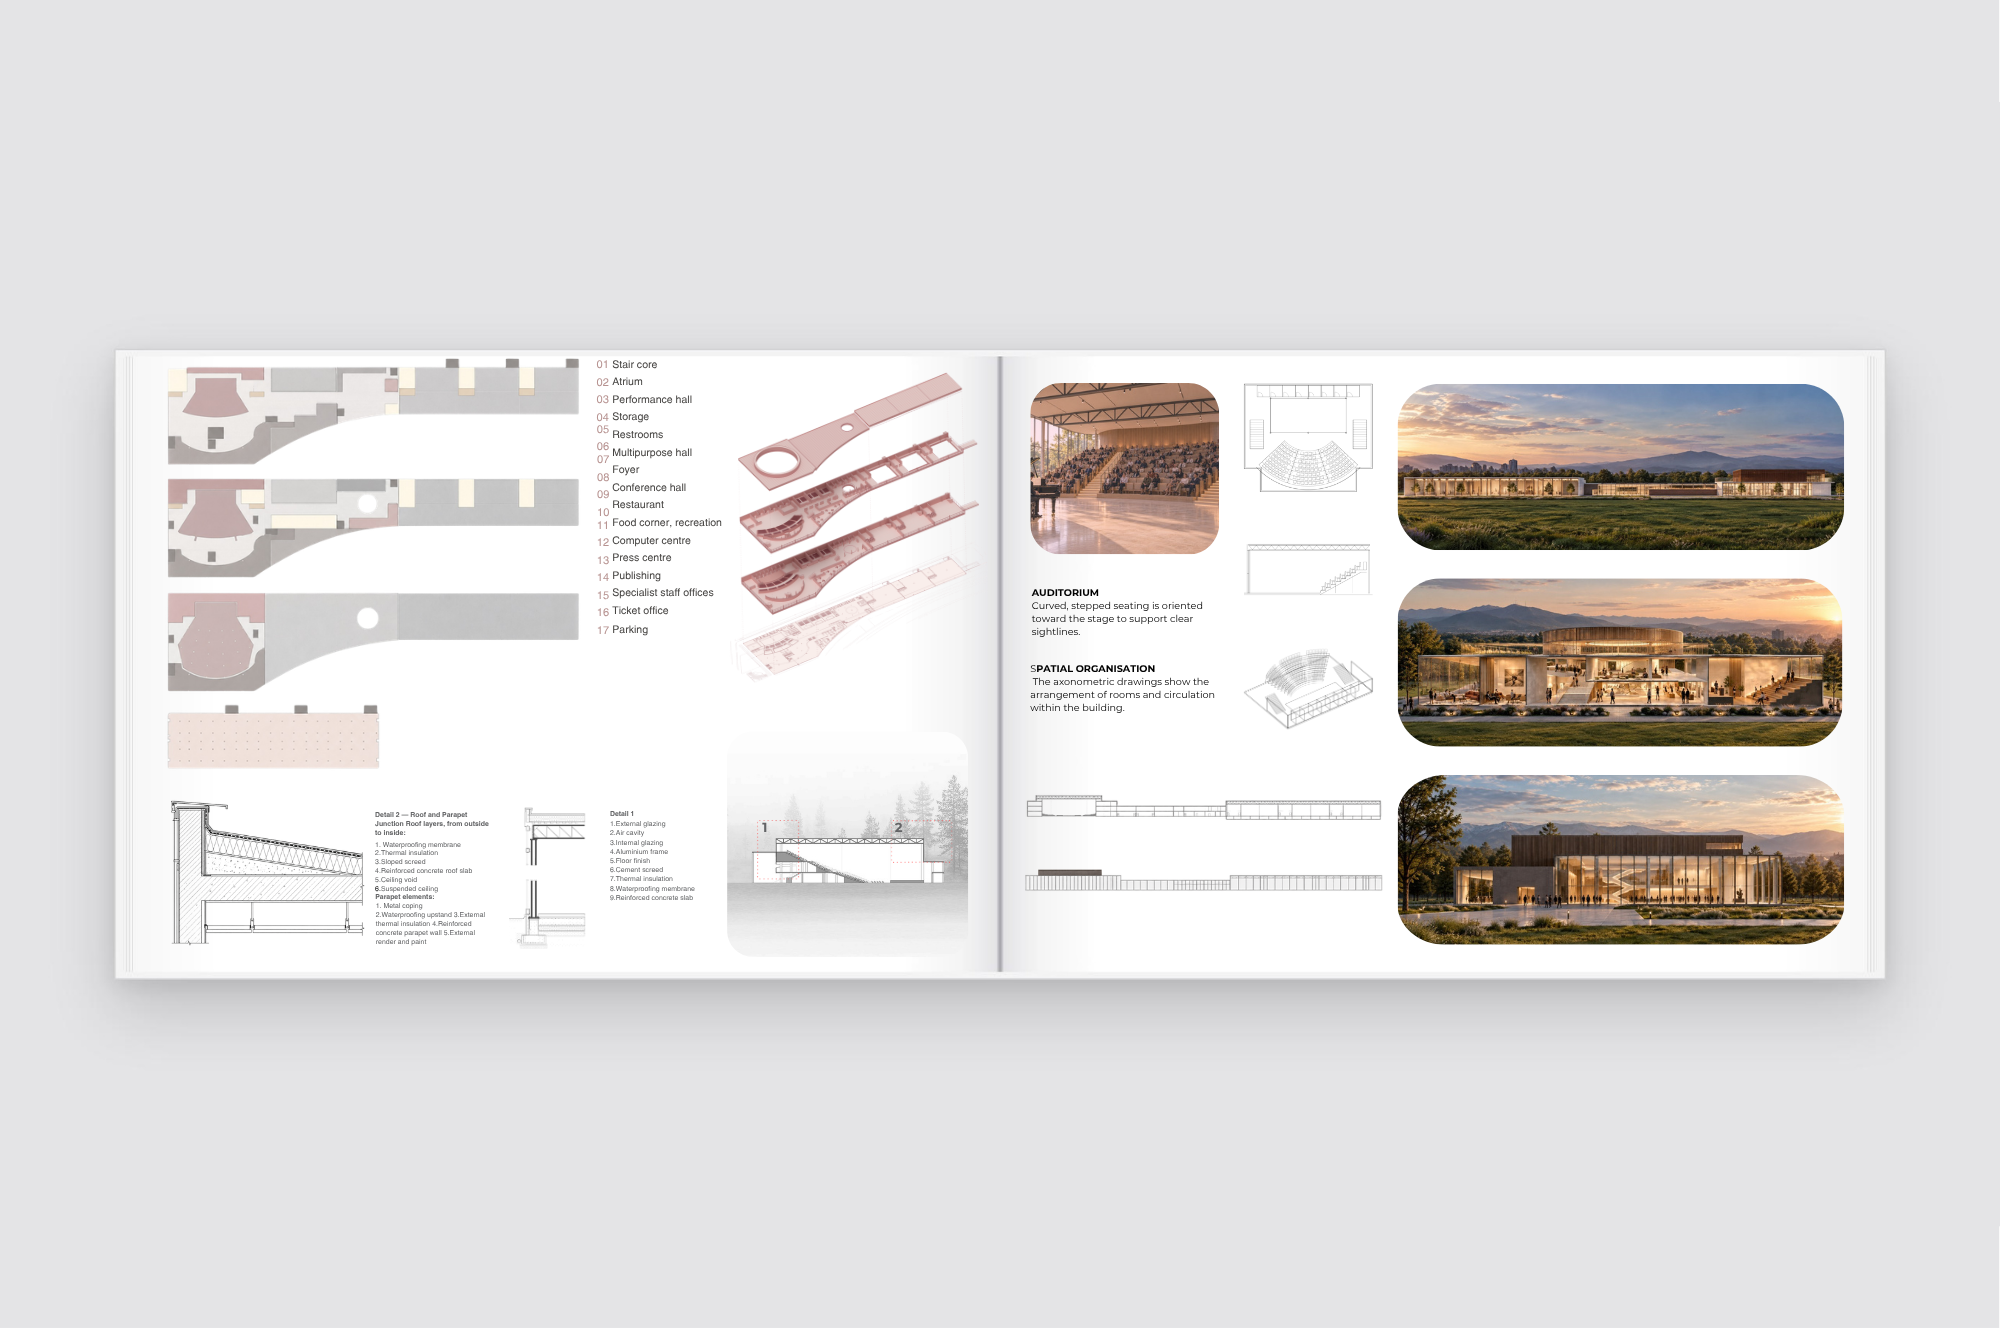 01 Stair core
02 Atrium
03 Performance hall
04 Storage
05 Restrooms
06 Multipurpose hall
07 Foyer
08 Conference hall
09 Restaurant
10
11 Food corner, recreation
12 Computer centre
13 Press centre
14 Publishing
15 Specialist staff offices
16 Ticket office
17 Parking
Detail 2 — Roof and Parapet
Junction Roof layers, from outside
to inside:
1. Waterproofing membrane
2.Thermal insulation
3.Sloped screed
4.Reinforced concrete roof slab
5.Ceiling void
6.Suspended ceiling
Parapet elements:
1. Metal coping
2.Waterproofing upstand 3.External
thermal insulation 4.Reinforced
concrete parapet wall 5.External
render and paint
Detail 1
1.External glazing
2.Air cavity
3.Internal glazing
4.Aluminium frame
5.Floor finish
6.Cement screed
7.Thermal insulation
8.Waterproofing membrane
9.Reinforced concrete slab
1
2
AUDITORIUM
Curved, stepped seating is oriented
toward the stage to support clear
sightlines.
SPATIAL ORGANISATION
The axonometric drawings show the
arrangement of rooms and circulation
within the building.